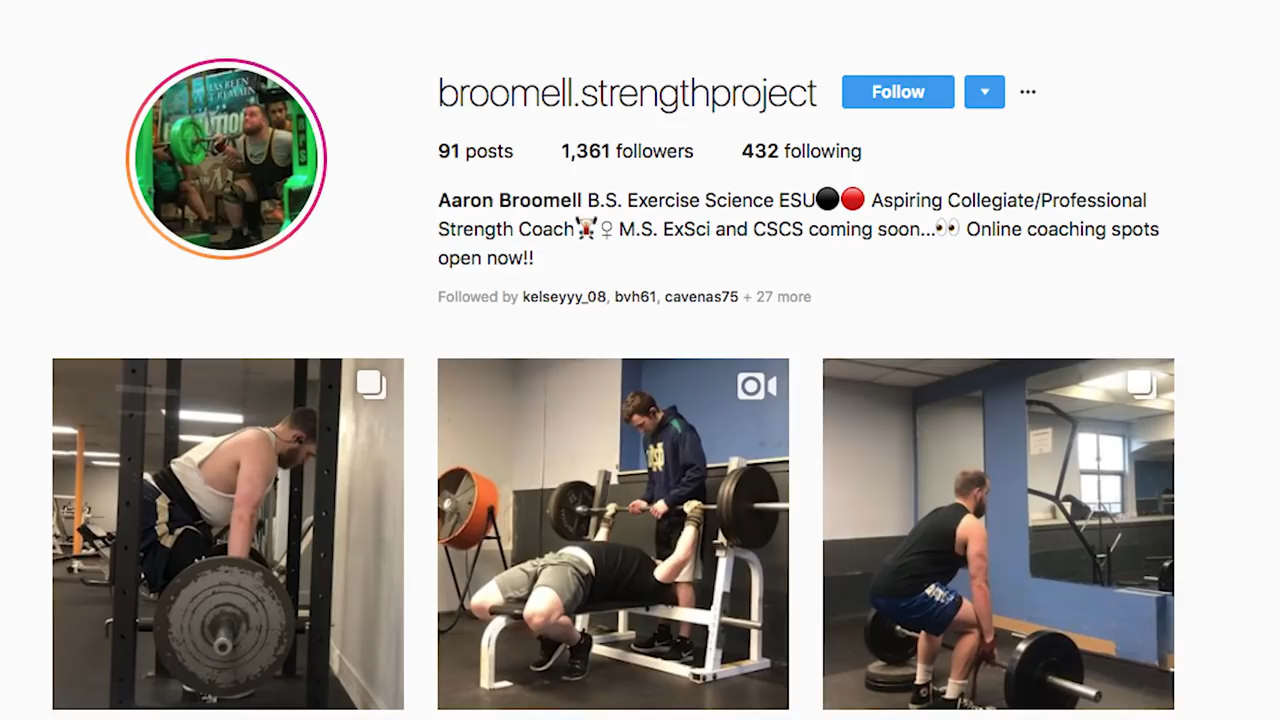 broomell.strengthproject Follow
91 posts 1,361 followers 432 following
Aaron Broomell B.S. Exercise Science ESU⚫🔴 Aspiring Collegiate/Professional
Strength Coach🏋️♀ M.S. ExSci and CSCS coming soon...👀 Online coaching spots
open now!!
Followed by kelseyyy_08, bvh61, cavenas75 + 27 more